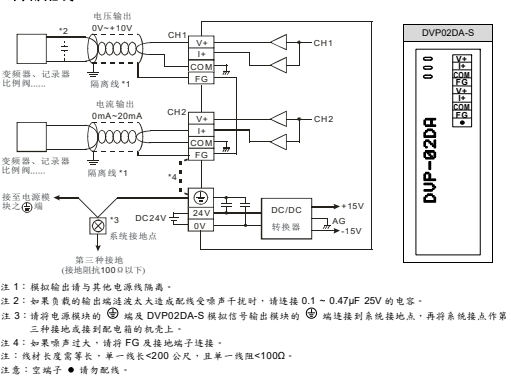 电压输出
0V~+10V
*2
CH1
V+
I+
COM
FG
CH1
变频器、记录器
比例阀......
隔离线*1
电流输出
0mA~20mA
CH2
V+
I+
COM
FG
CH2
变频器、记录器
比例阀......
隔离线*1
*4
接至电源模
块之端
*3
系统接地点
DC24V
24V
0V
DC/DC
转换器
+15V
AG
-15V
第三种接地
(接地阻抗100Ω以下)
DVP02DA-S
V+
I+
COM
FG
V+
I+
COM
FG
●
DVP-02DA
注 1：模拟输出请与其他电源线隔离。
注 2：如果负载的输出端涟波太大造成配线受噪声干扰时，请连接 0.1 ~ 0.47μF 25V 的电容。
注 3：请将电源模块的 端及 DVP02DA-S 模拟信号输出模块的 端连接到系统接地点，再将系统接点作第
三种接地或接到配电箱的机壳上。
注 4：如果噪声过大，请将 FG 及接地端子连接。
注：线材长度需等长，单一线长<200 公尺，且单一线阻<100Ω。
注意：空端子 ● 请勿配线。